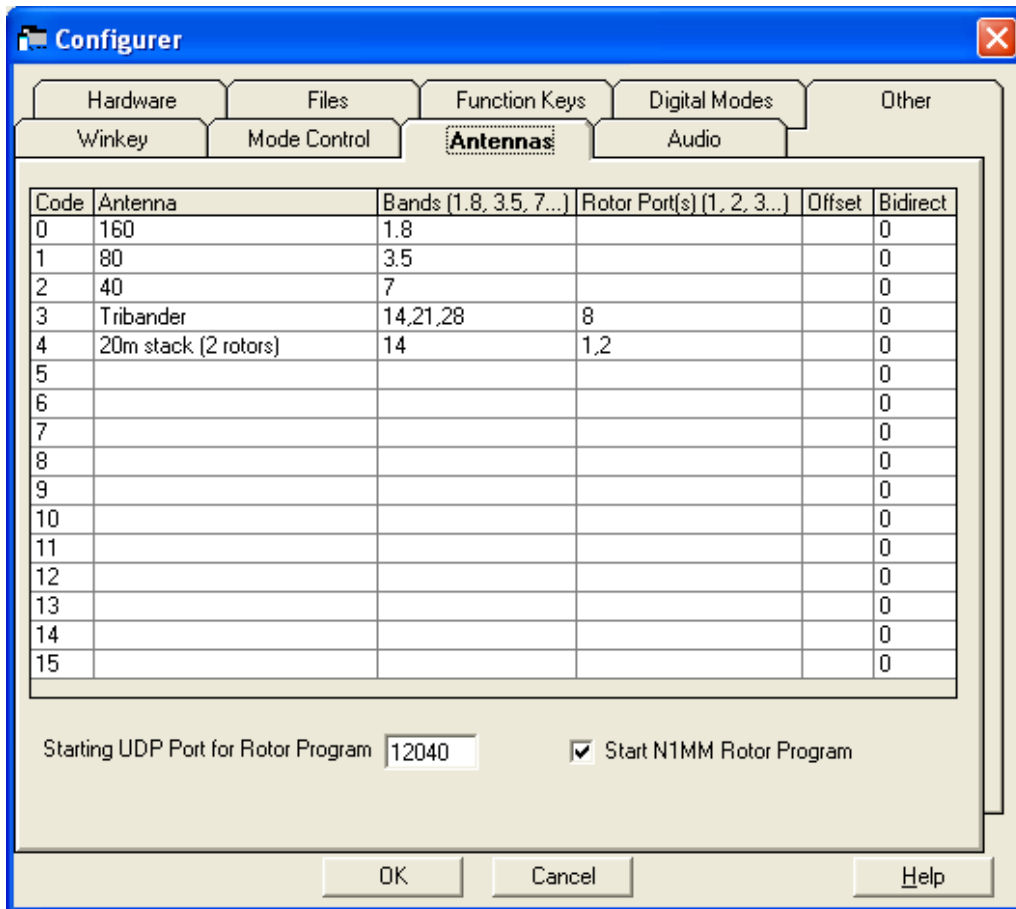 Configurer
Hardware Files Function Keys Digital Modes Other
Winkey Mode Control Antennas Audio
Code Antenna Bands (1.8, 3.5, 7...) Rotor Port(s) (1, 2, 3...) Offset Bidirect
0 160 1.8 0
1 80 3.5 0
2 40 7 0
3 Tribander 14,21,28 8 0
4 20m stack (2 rotors) 14 1,2 0
5 0
6 0
7 0
8 0
9 0
10 0
11 0
12 0
13 0
14 0
15 0
Starting UDP Port for Rotor Program 12040 Start N1MM Rotor Program
OK Cancel Help